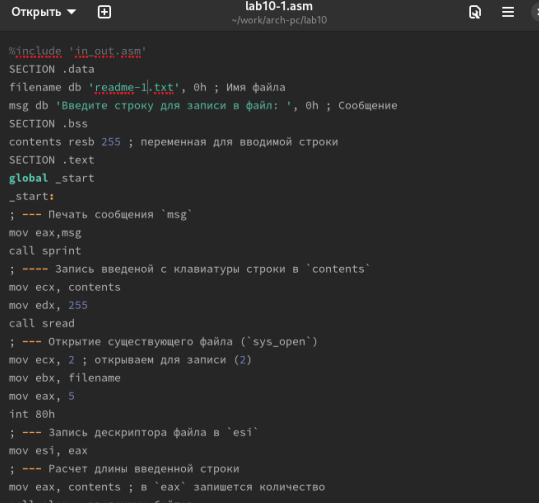 Открыть
lab10-1.asm
~/work/arch-pc/lab10
%include 'in_out.asm'
SECTION .data
filename db 'readme-1.txt', 0h ; Имя файла
msg db 'Введите строку для записи в файл: ', 0h ; Сообщение
SECTION .bss
contents resb 255 ; переменная для вводимой строки
SECTION .text
global _start
_start:
; --- Печать сообщения `msg`
mov eax,msg
call sprint
; ---- Запись введеной с клавиатуры строки в `contents`
mov ecx, contents
mov edx, 255
call sread
; --- Открытие существующего файла (`sys_open`)
mov ecx, 2 ; открываем для записи (2)
mov ebx, filename
mov eax, 5
int 80h
; --- Запись дескриптора файла в `esi`
mov esi, eax
; --- Расчет длины введенной строки
mov eax, contents ; в `eax` запишется количество